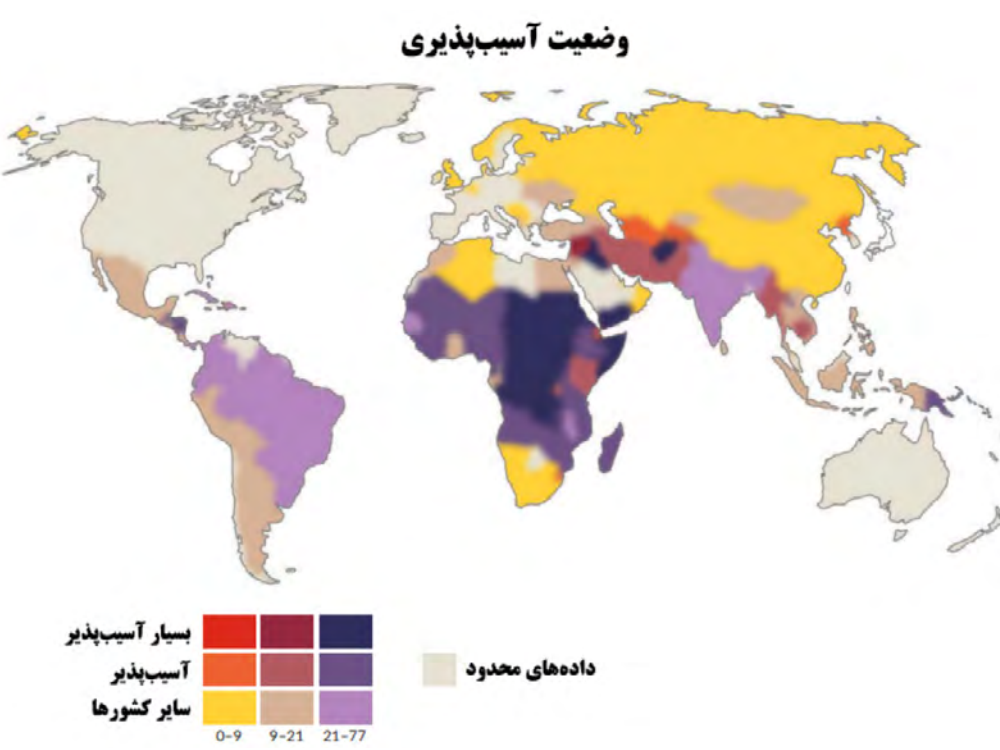 وضعیت آسیب‌پذیری
بسیار آسیب‌پذیر
آسیب‌پذیر
سایر کشورها
0–9 9–21 21–77
داده‌های محدود